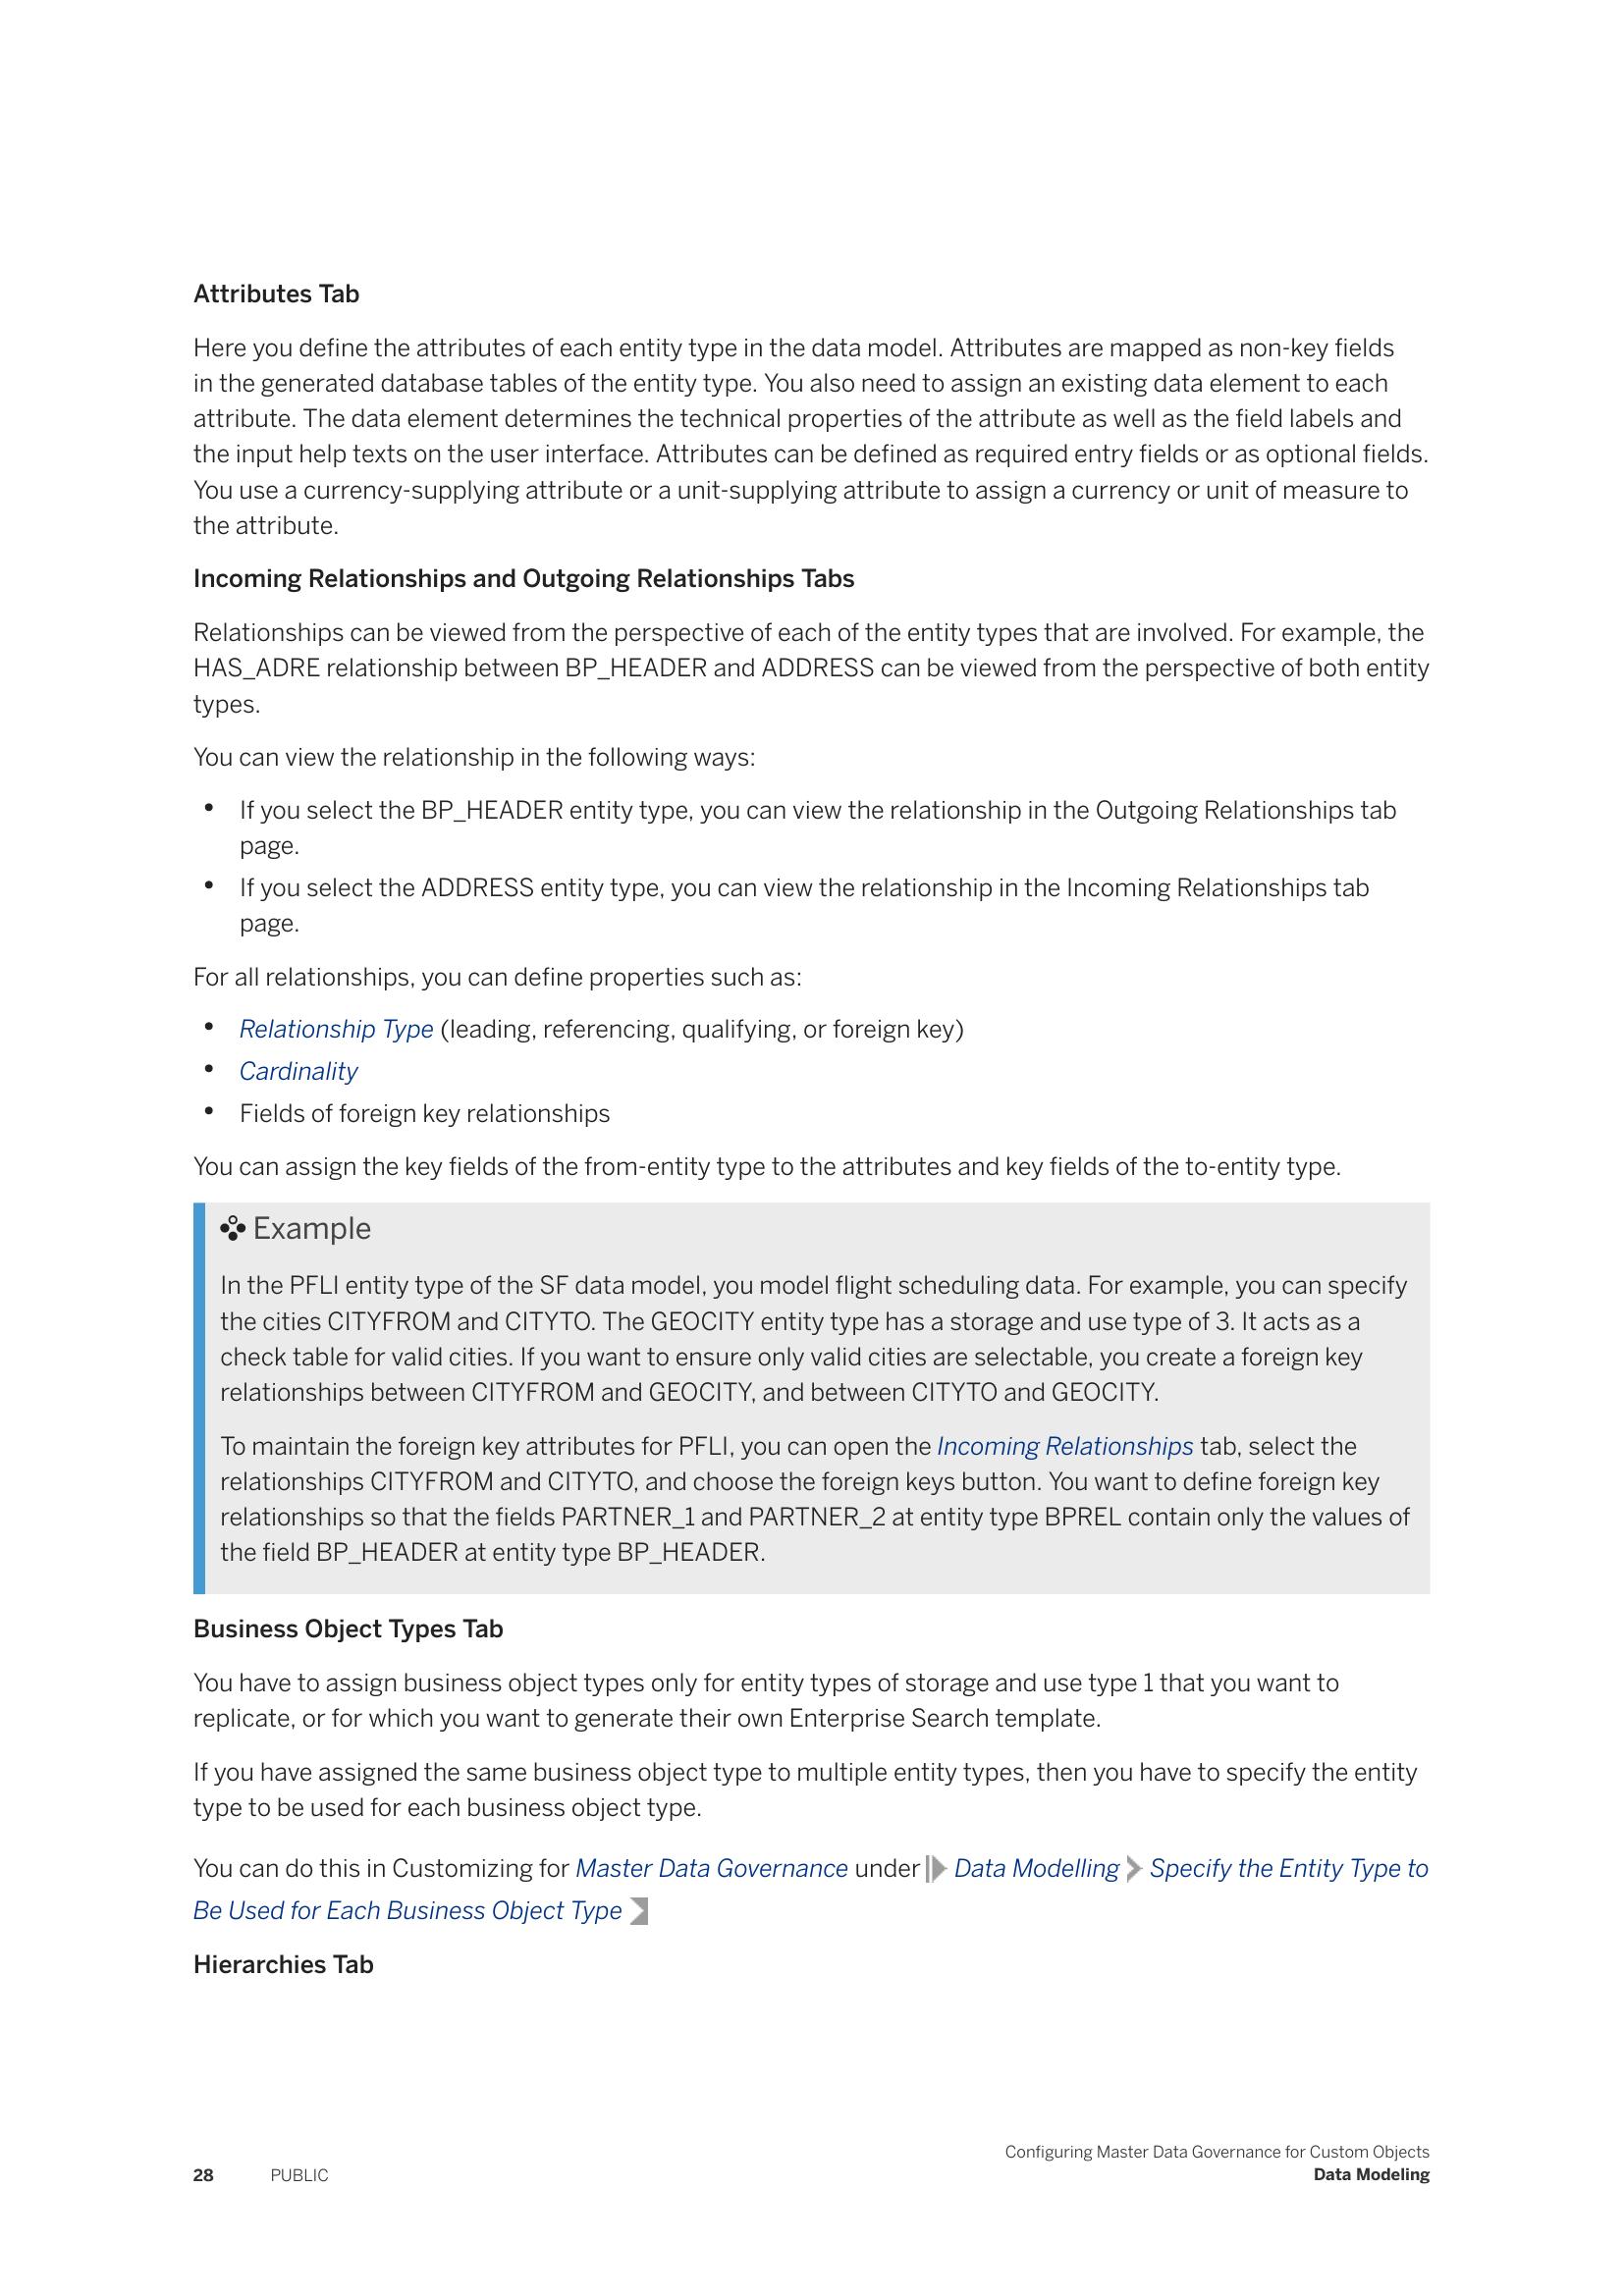 Attributes Tab
Here you define the attributes of each entity type in the data model. Attributes are mapped as non-key fields
in the generated database tables of the entity type. You also need to assign an existing data element to each
attribute. The data element determines the technical properties of the attribute as well as the field labels and
the input help texts on the user interface. Attributes can be defined as required entry fields or as optional fields.
You use a currency-supplying attribute or a unit-supplying attribute to assign a currency or unit of measure to
the attribute.
Incoming Relationships and Outgoing Relationships Tabs
Relationships can be viewed from the perspective of each of the entity types that are involved. For example, the
HAS_ADRE relationship between BP_HEADER and ADDRESS can be viewed from the perspective of both entity
types.
You can view the relationship in the following ways:
• If you select the BP_HEADER entity type, you can view the relationship in the Outgoing Relationships tab
page.
• If you select the ADDRESS entity type, you can view the relationship in the Incoming Relationships tab
page.
For all relationships, you can define properties such as:
• Relationship Type (leading, referencing, qualifying, or foreign key)
• Cardinality
• Fields of foreign key relationships
You can assign the key fields of the from-entity type to the attributes and key fields of the to-entity type.
Example
In the PFLI entity type of the SF data model, you model flight scheduling data. For example, you can specify
the cities CITYFROM and CITYTO. The GEOCITY entity type has a storage and use type of 3. It acts as a
check table for valid cities. If you want to ensure only valid cities are selectable, you create a foreign key
relationships between CITYFROM and GEOCITY, and between CITYTO and GEOCITY.
To maintain the foreign key attributes for PFLI, you can open the Incoming Relationships tab, select the
relationships CITYFROM and CITYTO, and choose the foreign keys button. You want to define foreign key
relationships so that the fields PARTNER_1 and PARTNER_2 at entity type BPREL contain only the values of
the field BP_HEADER at entity type BP_HEADER.
Business Object Types Tab
You have to assign business object types only for entity types of storage and use type 1 that you want to
replicate, or for which you want to generate their own Enterprise Search template.
If you have assigned the same business object type to multiple entity types, then you have to specify the entity
type to be used for each business object type.
You can do this in Customizing for Master Data Governance under Data Modelling Specify the Entity Type to
Be Used for Each Business Object Type
Hierarchies Tab
Configuring Master Data Governance for Custom Objects
28 PUBLIC Data Modeling